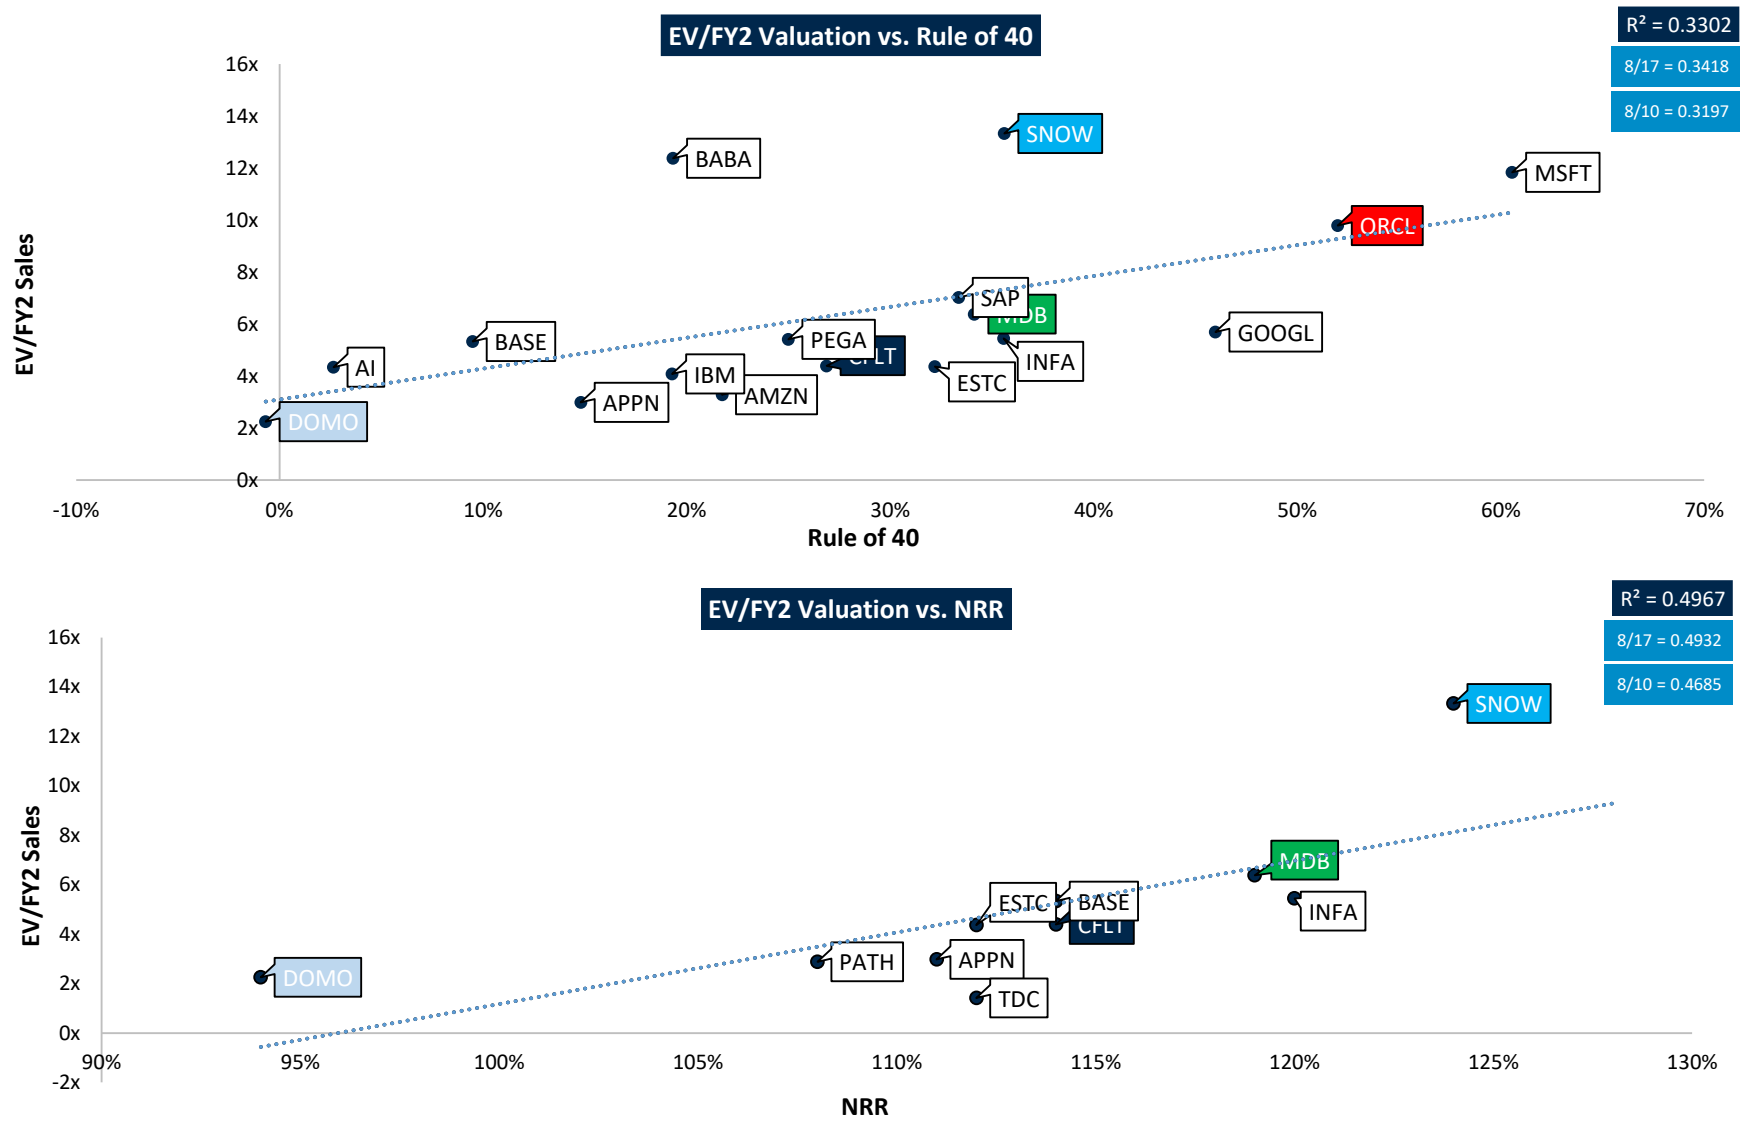 EV/FY2 Valuation vs. Rule of 40
R² = 0.3302
8/17 = 0.3418
8/10 = 0.3197
EV/FY2 Sales
16x
14x
12x
10x
8x
6x
4x
2x
0x
SNOW
BABA
MSFT
ORCL
SAP
MDB
GOOGL
BASE
PEGA
CFLT
INFA
AI
IBM
ESTC
AMZN
APPN
DOMO
-10% 0% 10% 20% 30% 40% 50% 60% 70%
Rule of 40
EV/FY2 Valuation vs. NRR
R² = 0.4967
8/17 = 0.4932
8/10 = 0.4685
EV/FY2 Sales
16x
14x
12x
10x
8x
6x
4x
2x
0x
-2x
SNOW
MDB
ESTC
BASE
INFA
CFLT
PATH
APPN
DOMO
TDC
90% 95% 100% 105% 110% 115% 120% 125% 130%
NRR